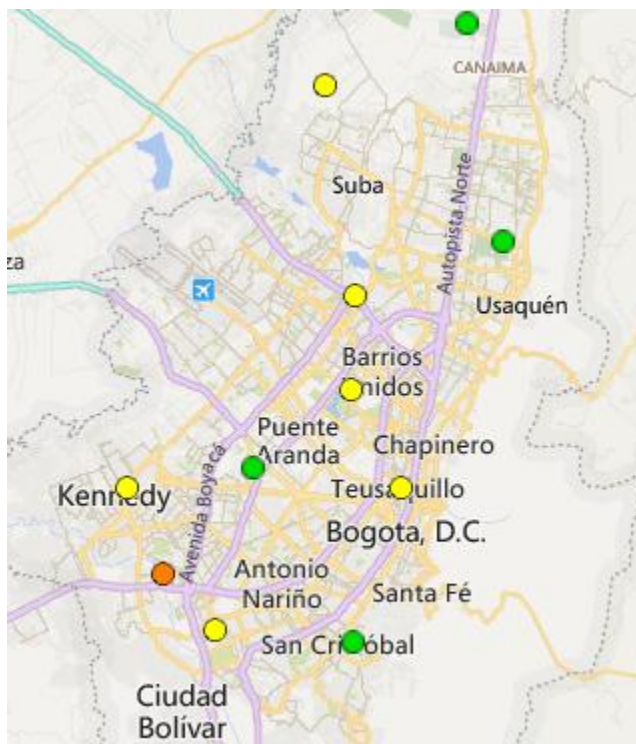 CANAIMA
Suba
Autopista Norte
za
Usaquén
Barrios
Unidos
Puente
Aranda
Chapinero
Avenida Boyacá
Kennedy
Teusaquillo
Bogota, D.C.
Antonio
Nariño
Santa Fé
San Cristóbal
Ciudad
Bolívar